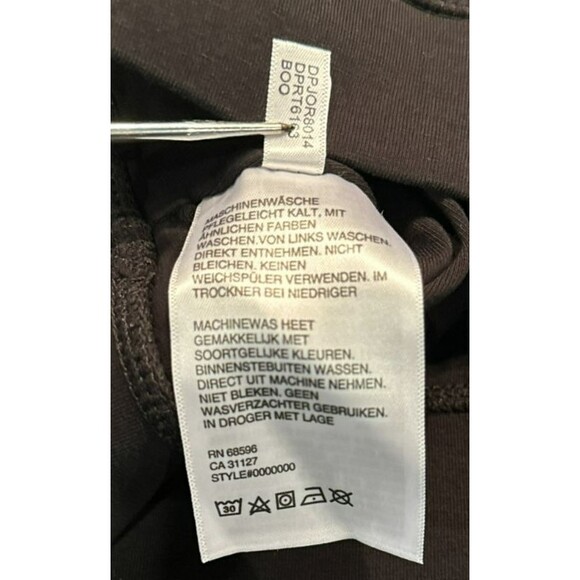 DPJOR8014
DPRT6163
BOO
MASCHINENWÄSCHE
PFLEGELEICHT KALT, MIT
ÄHNLICHEN FARBEN
WASCHEN.VON LINKS WASCHEN.
DIREKT ENTNEHMEN. NICHT
BLEICHEN. KEINEN
WEICHSPÜLER VERWENDEN. IM
TROCKNER BEI NIEDRIGER
MACHINEWAS HEET
GEMAKKELIJK MET
SOORTGELIJKE KLEUREN.
BINNENSTEBUITEN WASSEN.
DIRECT UIT MACHINE NEHMEN.
NIET BLEKEN. GEEN
WASVERZACHTER GEBRUIKEN.
IN DROGER MET LAGE
RN 68596
CA 31127
STYLE#0000000
30